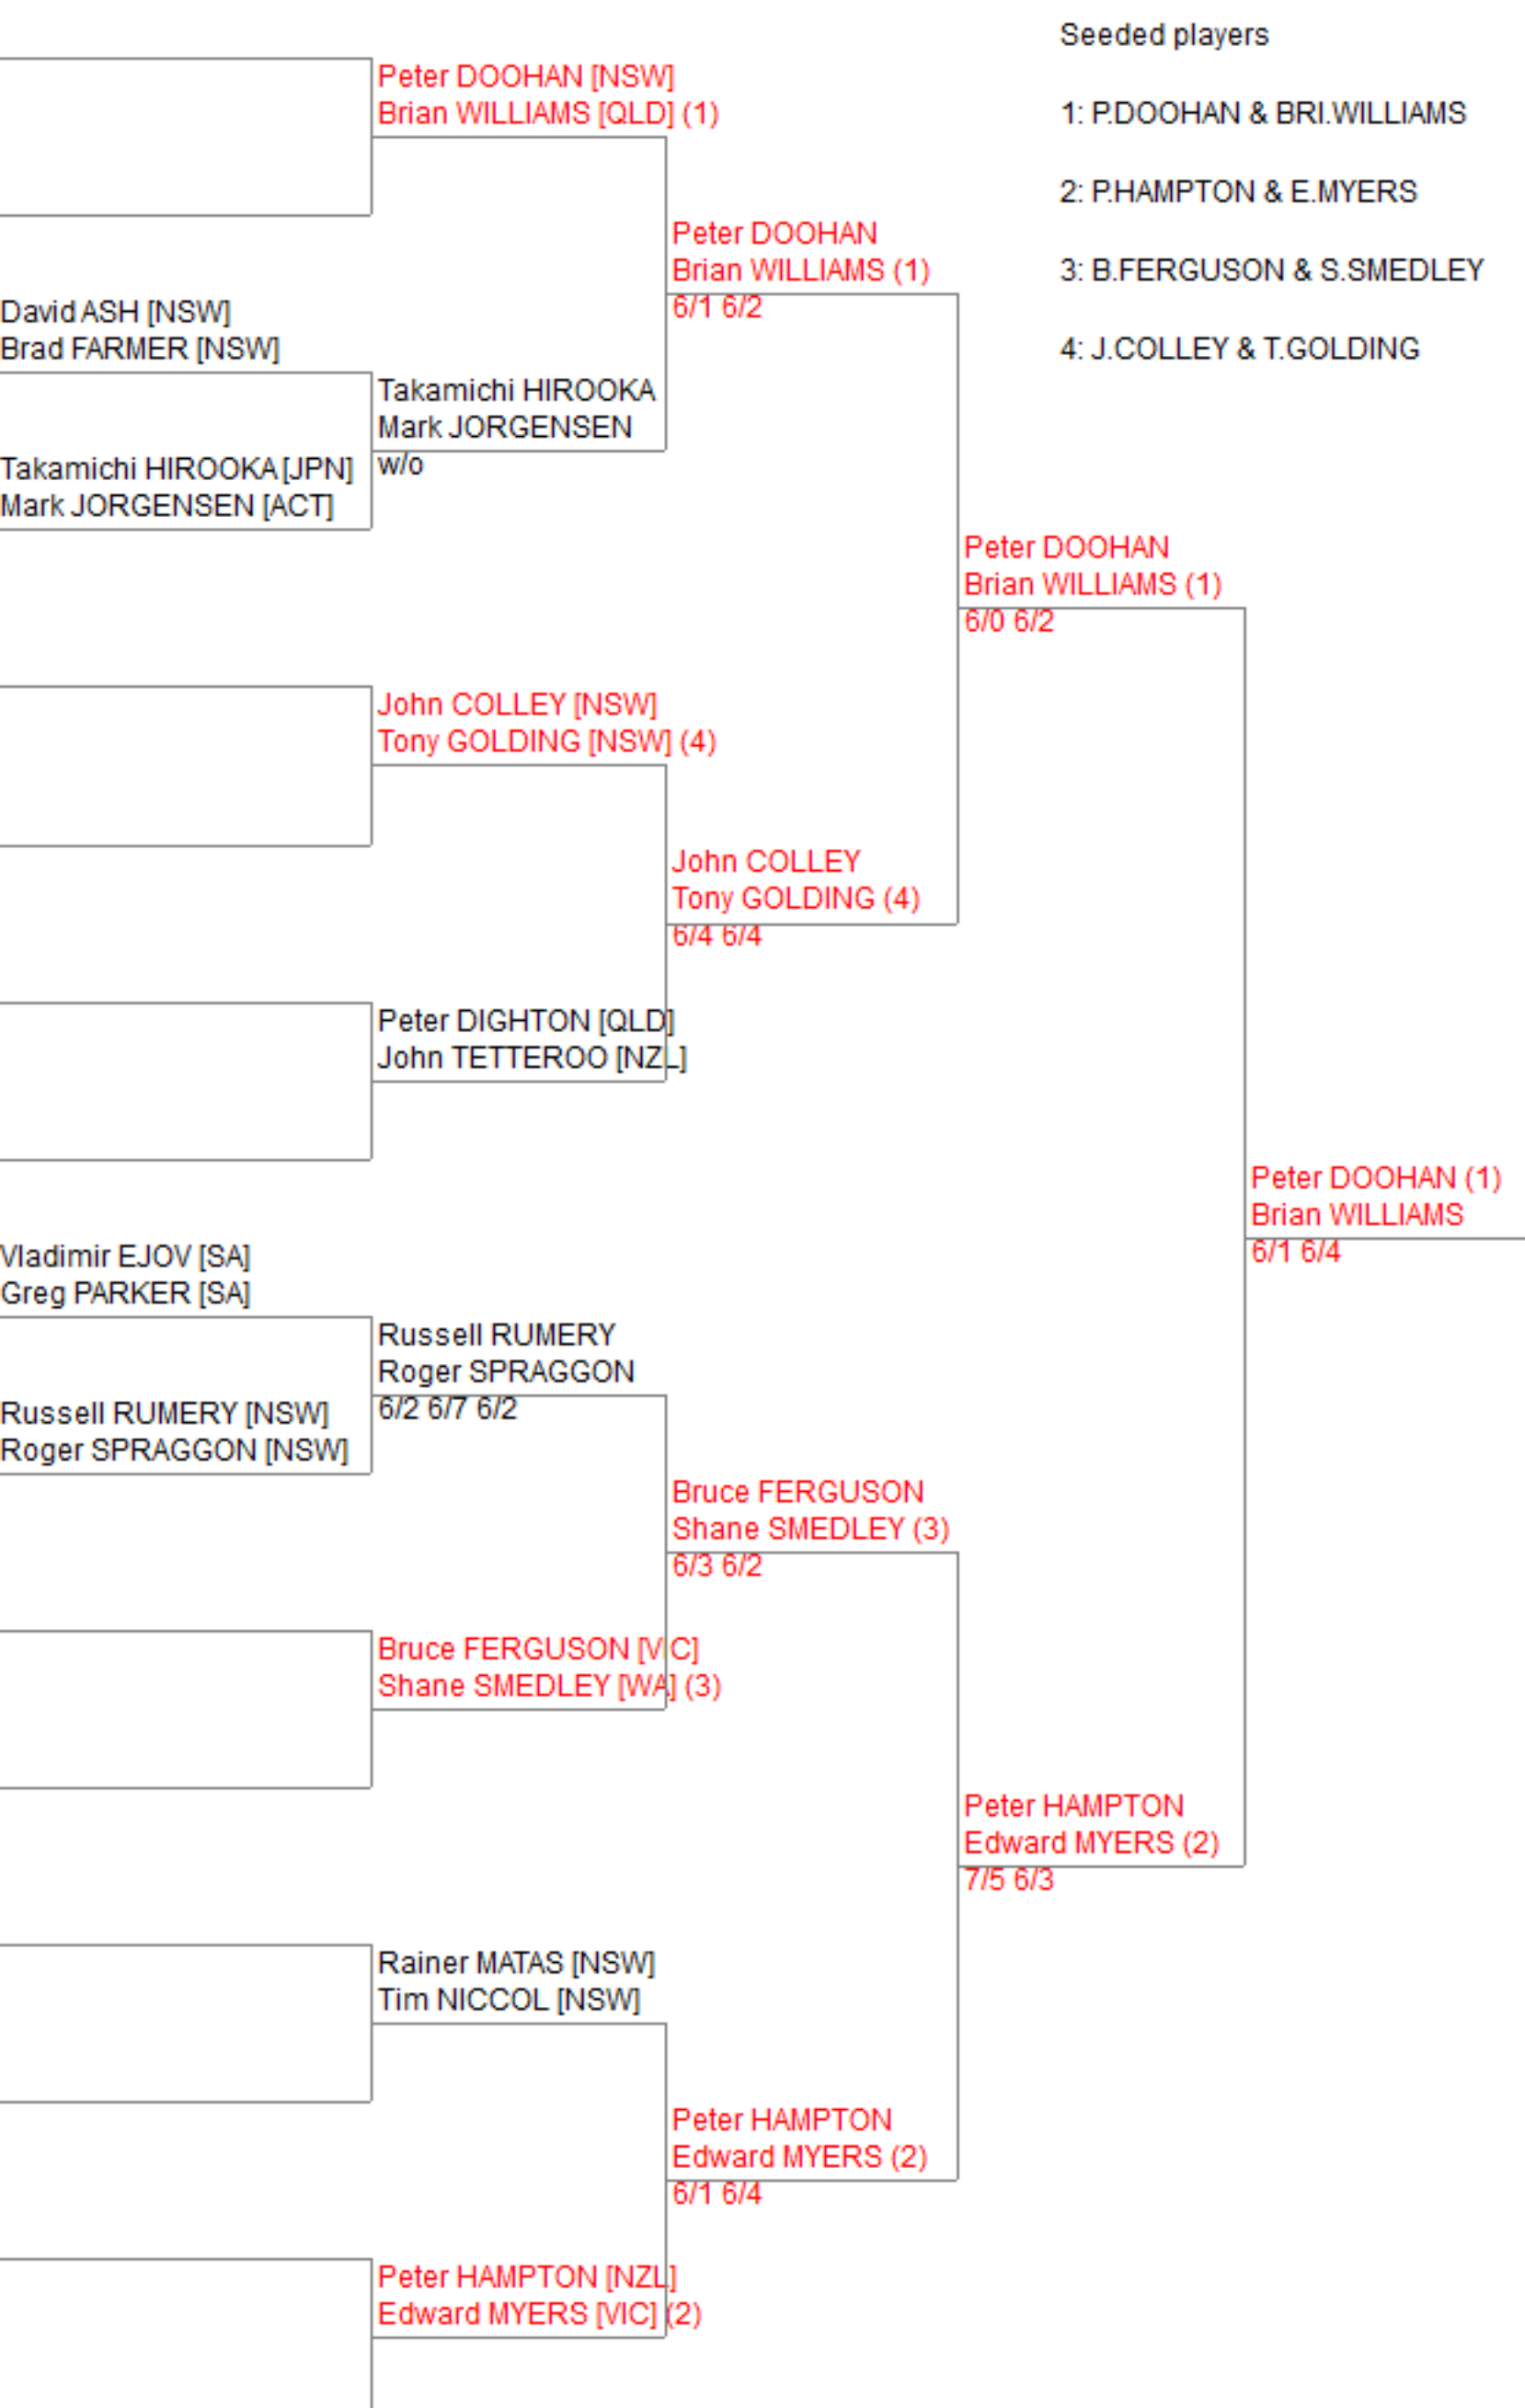 Seeded players
1: P.DOOHAN & BRI.WILLIAMS
2: P.HAMPTON & E.MYERS
3: B.FERGUSON & S.SMEDLEY
4: J.COLLEY & T.GOLDING
David ASH [NSW]
Brad FARMER [NSW]
Takamichi HIROOKA [JPN]
Mark JORGENSEN [ACT]
Vladimir EJOV [SA]
Greg PARKER [SA]
Russell RUMERY [NSW]
Roger SPRAGGON [NSW]
Peter DOOHAN [NSW]
Brian WILLIAMS [QLD] (1)
Takamichi HIROOKA
Mark JORGENSEN
w/o
John COLLEY [NSW]
Tony GOLDING [NSW] (4)
Peter DIGHTON [QLD]
John TETTEROO [NZL]
Russell RUMERY
Roger SPRAGGON
6/2 6/7 6/2
Bruce FERGUSON [VIC]
Shane SMEDLEY [WA] (3)
Rainer MATAS [NSW]
Tim NICCOL [NSW]
Peter HAMPTON [NZL]
Edward MYERS [VIC] (2)
Peter DOOHAN
Brian WILLIAMS (1)
6/1 6/2
John COLLEY
Tony GOLDING (4)
6/4 6/4
Bruce FERGUSON
Shane SMEDLEY (3)
6/3 6/2
Peter HAMPTON
Edward MYERS (2)
6/1 6/4
Peter DOOHAN
Brian WILLIAMS (1)
6/0 6/2
Peter HAMPTON
Edward MYERS (2)
7/5 6/3
Peter DOOHAN (1)
Brian WILLIAMS
6/1 6/4